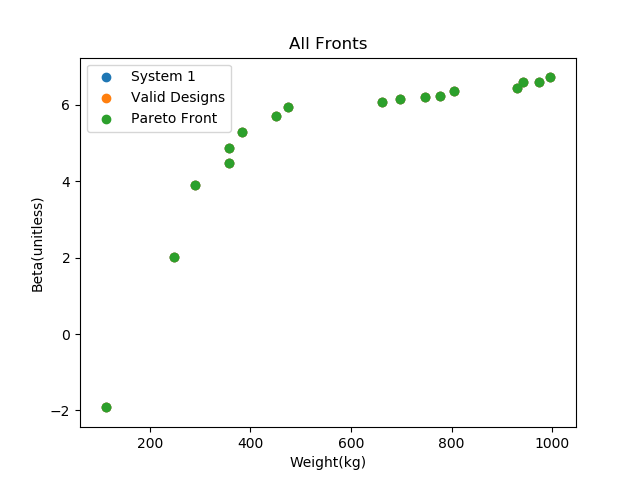 All Fronts
System 1
Valid Designs
Pareto Front
6
4
2
0
−2
Beta(unitless)
200 400 600 800 1000
Weight(kg)